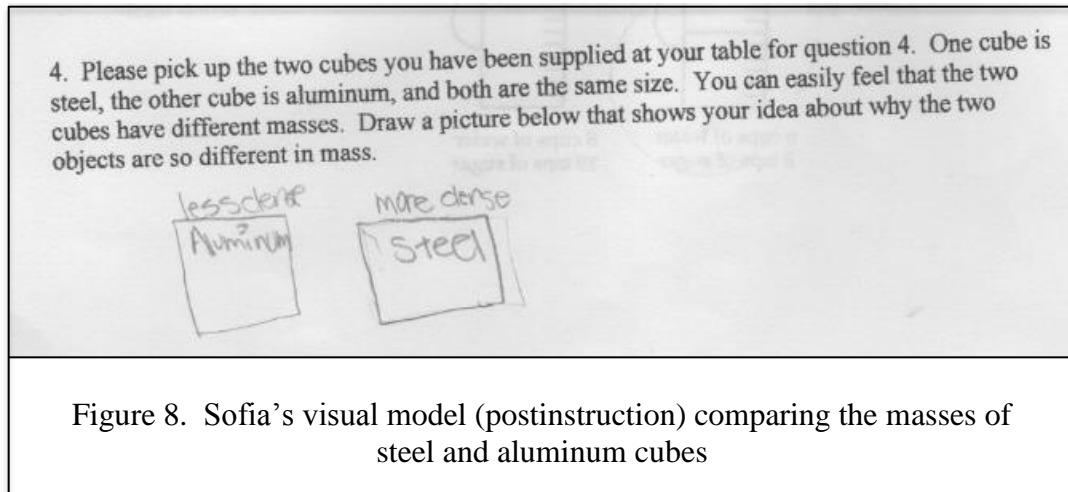 4. Please pick up the two cubes you have been supplied at your table for question 4. One cube is
steel, the other cube is aluminum, and both are the same size. You can easily feel that the two
cubes have different masses. Draw a picture below that shows your idea about why the two
objects are so different in mass.
less dense more dense
Aluminum Steel
Figure 8. Sofia's visual model (postinstruction) comparing the masses of
steel and aluminum cubes